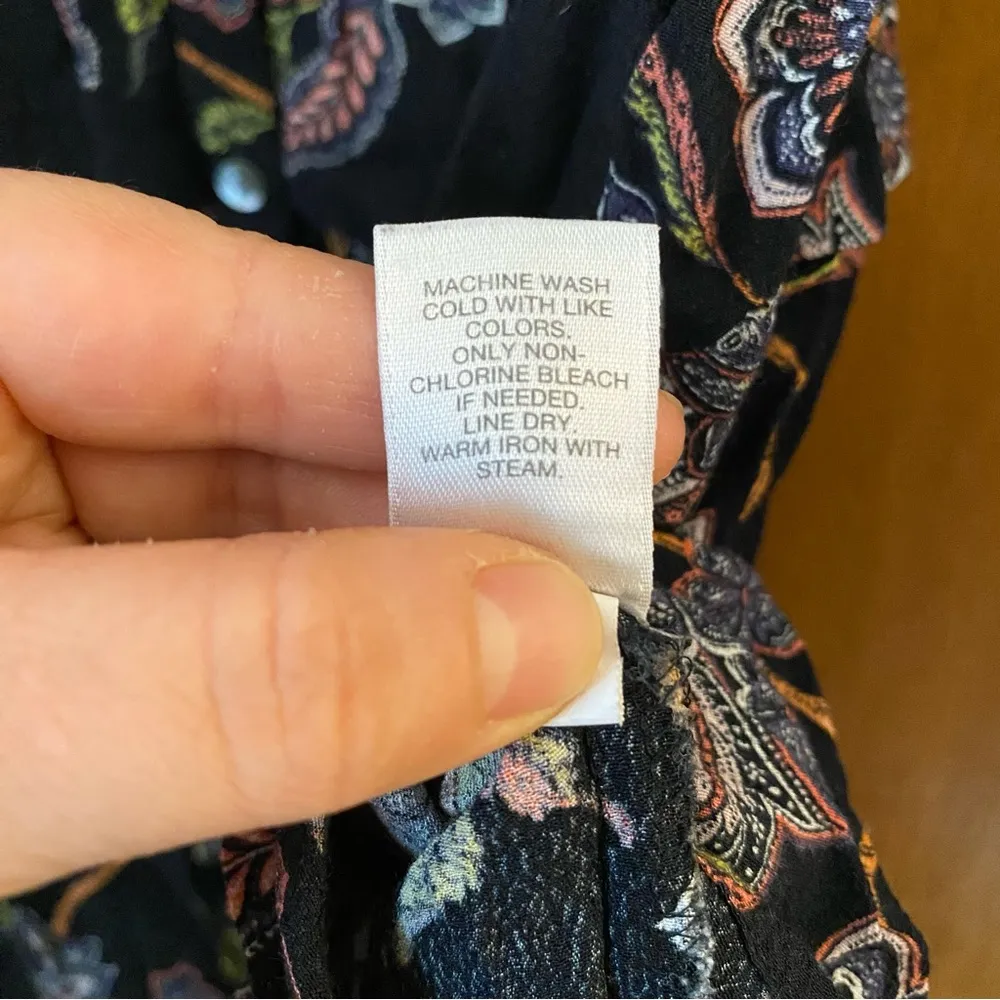 MACHINE WASH
COLD WITH LIKE
COLORS.
ONLY NON-
CHLORINE BLEACH
IF NEEDED.
LINE DRY.
WARM IRON WITH
STEAM.